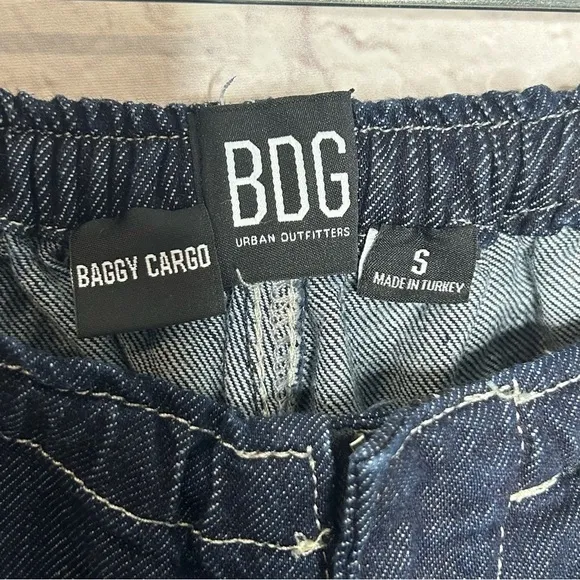 BDG
URBAN OUTFITTERS
BAGGY CARGO
S
MADE IN TURKEY